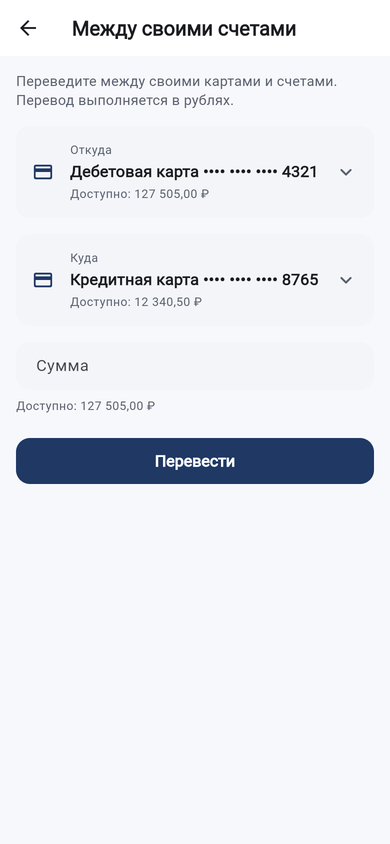 Между своими счетами
Переведите между своими картами и счетами.
Перевод выполняется в рублях.
Откуда
Дебетовая карта •••• •••• •••• 4321
Доступно: 127 505,00 ₽
Куда
Кредитная карта •••• •••• •••• 8765
Доступно: 12 340,50 ₽
Сумма
Доступно: 127 505,00 ₽
Перевести